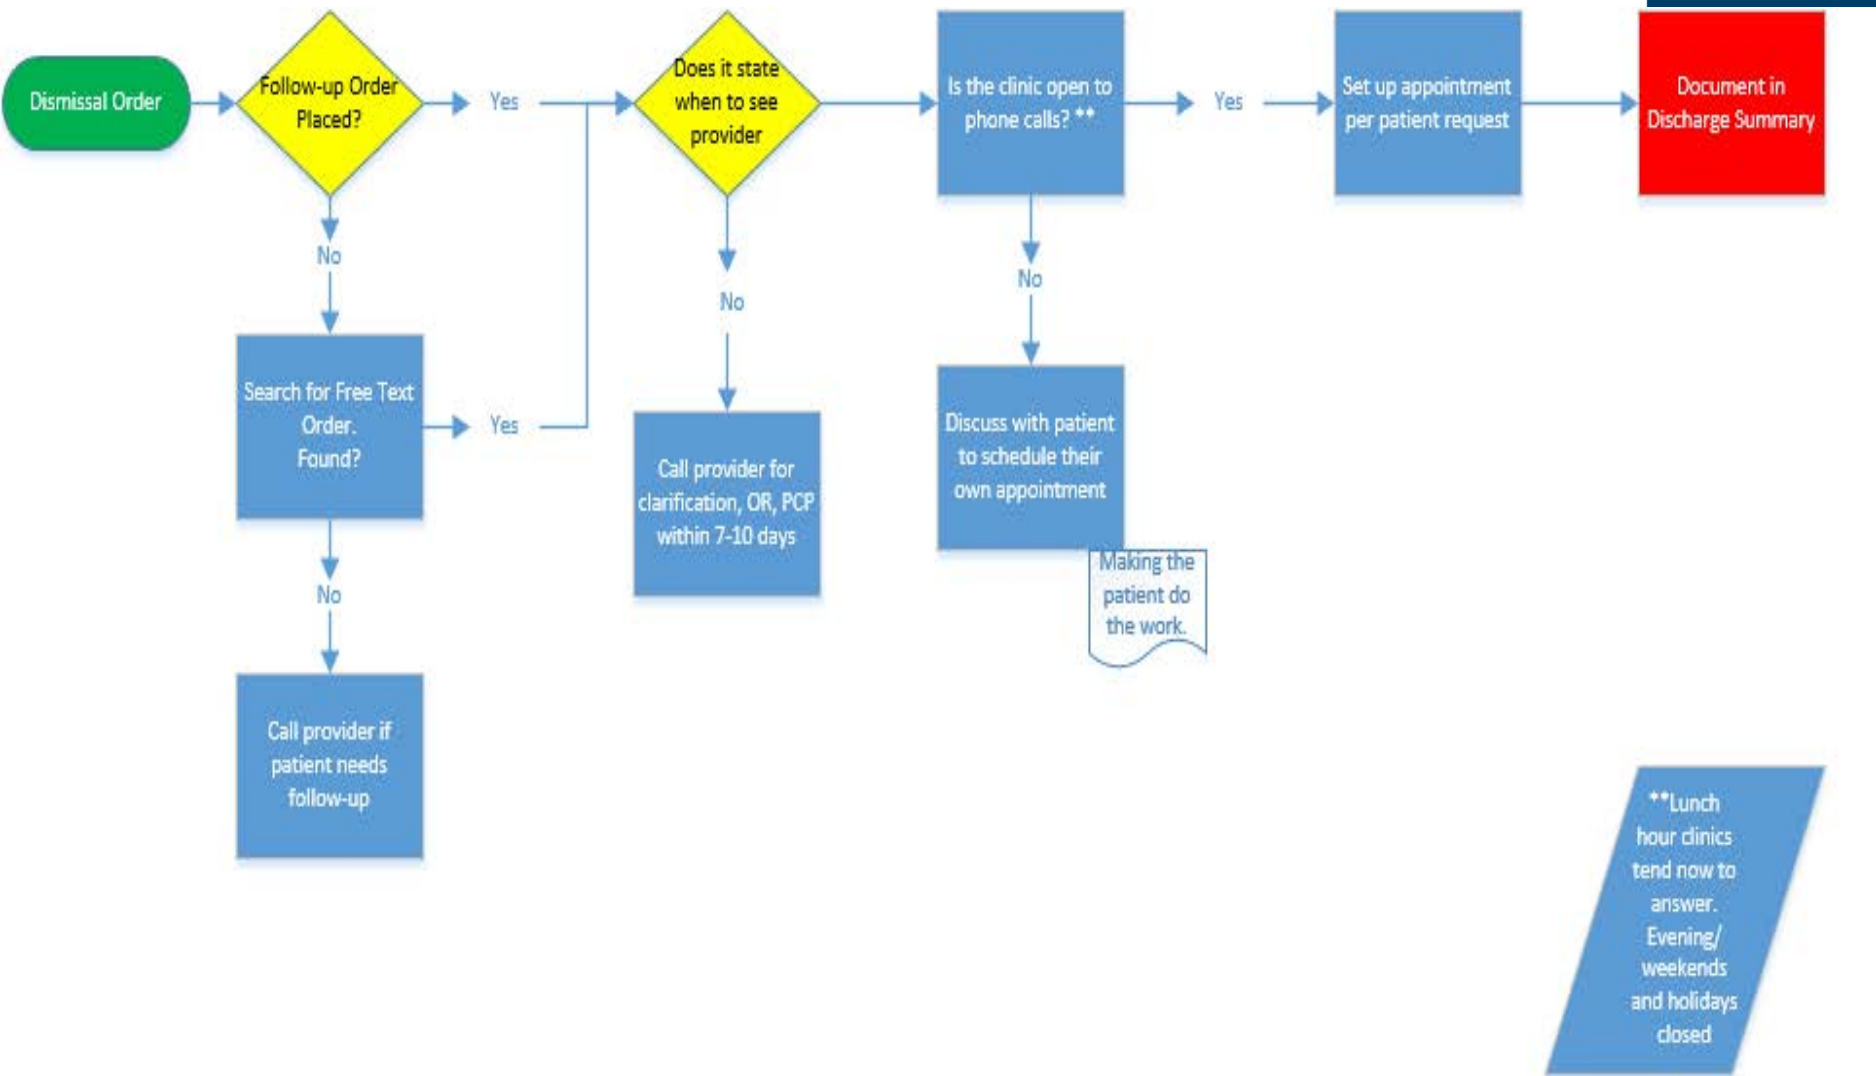 Dismissal Order
Follow-up Order
Placed?
Yes
Does it state
when to see
provider
Is the clinic open to
phone calls? **
Yes
Set up appointment
per patient request
Document in
Discharge Summary
No
No
No
Search for Free Text
Order.
Found?
Yes
Call provider for
clarification, OR, PCP
within 7-10 days
Discuss with patient
to schedule their
own appointment
Making the
patient do
the work.
No
Call provider if
patient needs
follow-up
**Lunch
hour clinics
tend now to
answer.
Evening/
weekends
and holidays
closed